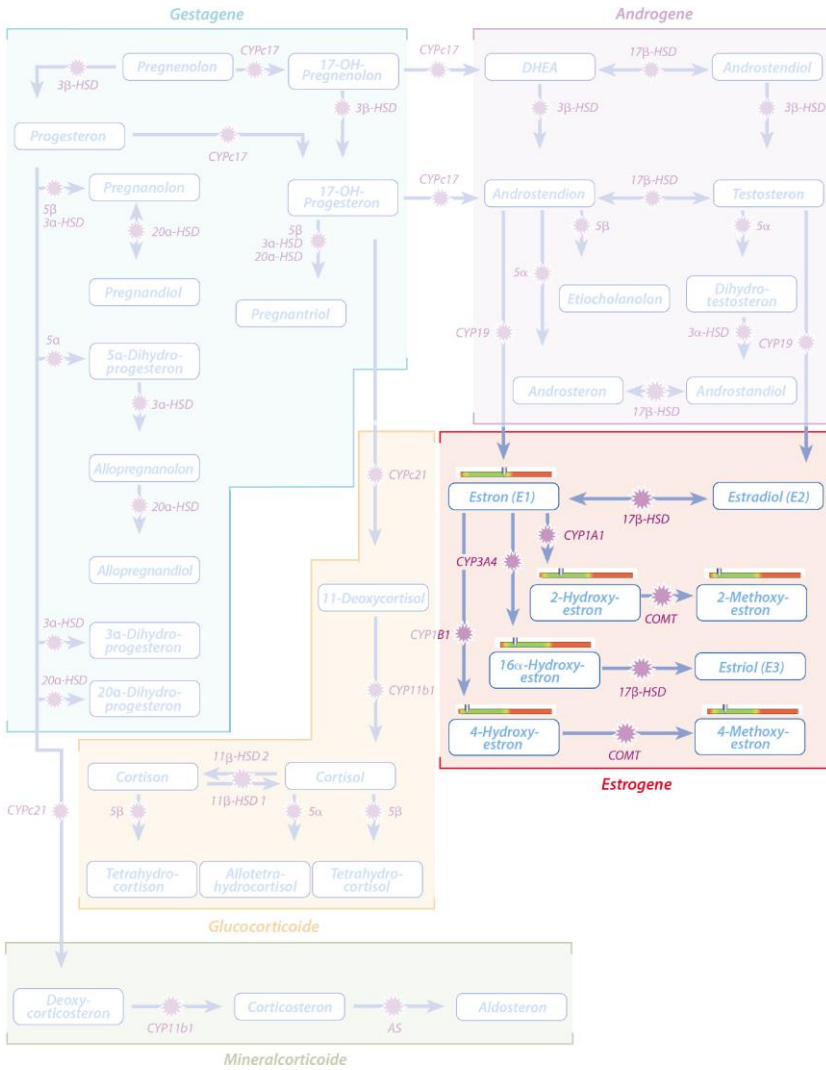 Gestagene
Androgene
Pregnenolon
CYPc17
17-OH-
Pregnenolon
CYPc17
DHEA
17β-HSD
Androstendiol
3β-HSD
3β-HSD
3β-HSD
3β-HSD
Progesteron
CYPc17
Pregnanolon
17-OH-
Progesteron
CYPc17
Androstendion
17β-HSD
Testosteron
5β
3α-HSD
20α-HSD
5β
3α-HSD
20α-HSD
5β
5α
5α
Pregnandiol
Pregnantriol
Etiocholanolon
Dihydro-
testosteron
CYP19
3α-HSD
CYP19
5α
5α-Dihydro-
progesteron
3α-HSD
Androsteron
17β-HSD
Androstandiol
Allopregnanolon
20α-HSD
CYPc21
Estron (E1)
17β-HSD
Estradiol (E2)
CYP1A1
CYP3A4
Allopregnandiol
11-Deoxycortisol
2-Hydroxy-
estron
COMT
2-Methoxy-
estron
3α-HSD
3α-Dihydro-
progesteron
CYP1B1
16α-Hydroxy-
estron
17β-HSD
Estriol (E3)
20α-HSD
20α-Dihydro-
progesteron
CYP11b1
4-Hydroxy-
estron
COMT
4-Methoxy-
estron
Estrogene
Cortison
11β-HSD 2
11β-HSD 1
Cortisol
CYPc21
5β
5α
5β
Tetrahydro-
cortison
Allotetra-
hydrocortisol
Tetrahydro-
cortisol
Glucocorticoide
Deoxy-
corticosteron
CYP11b1
Corticosteron
AS
Aldosteron
Mineralcorticoide